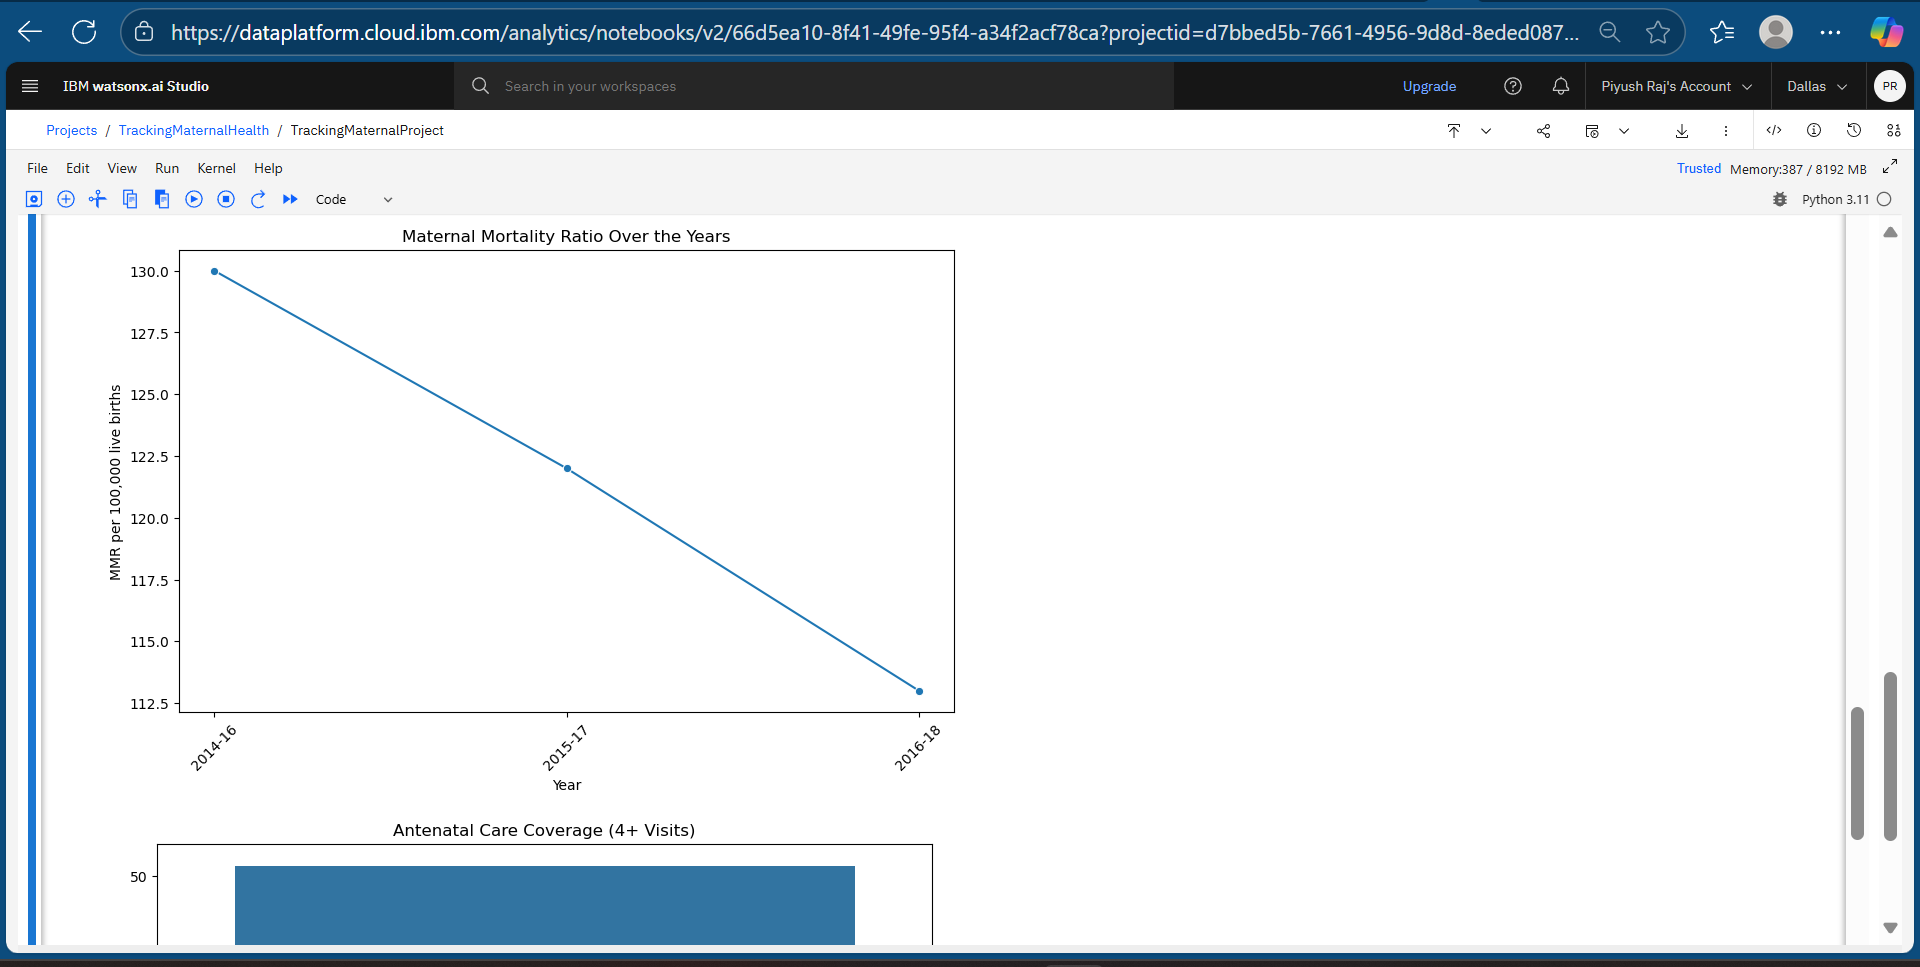 https://dataplatform.cloud.ibm.com/analytics/notebooks/v2/66d5ea10-8f41-49fe-95f4-a34f2acf78ca?projectid=d7bbed5b-7661-4956-9d8d-8eded087...
IBM watsonx.ai Studio
Search in your workspaces
Upgrade
Piyush Raj's Account
Dallas
PR
Projects / TrackingMaternalHealth / TrackingMaternalProject
File Edit View Run Kernel Help
Trusted Memory:387 / 8192 MB
Code
Python 3.11
Maternal Mortality Ratio Over the Years
130.0
127.5
125.0
122.5
120.0
117.5
115.0
112.5
MMR per 100,000 live births
2014-16
2015-17
2016-18
Year
Antenatal Care Coverage (4+ Visits)
50